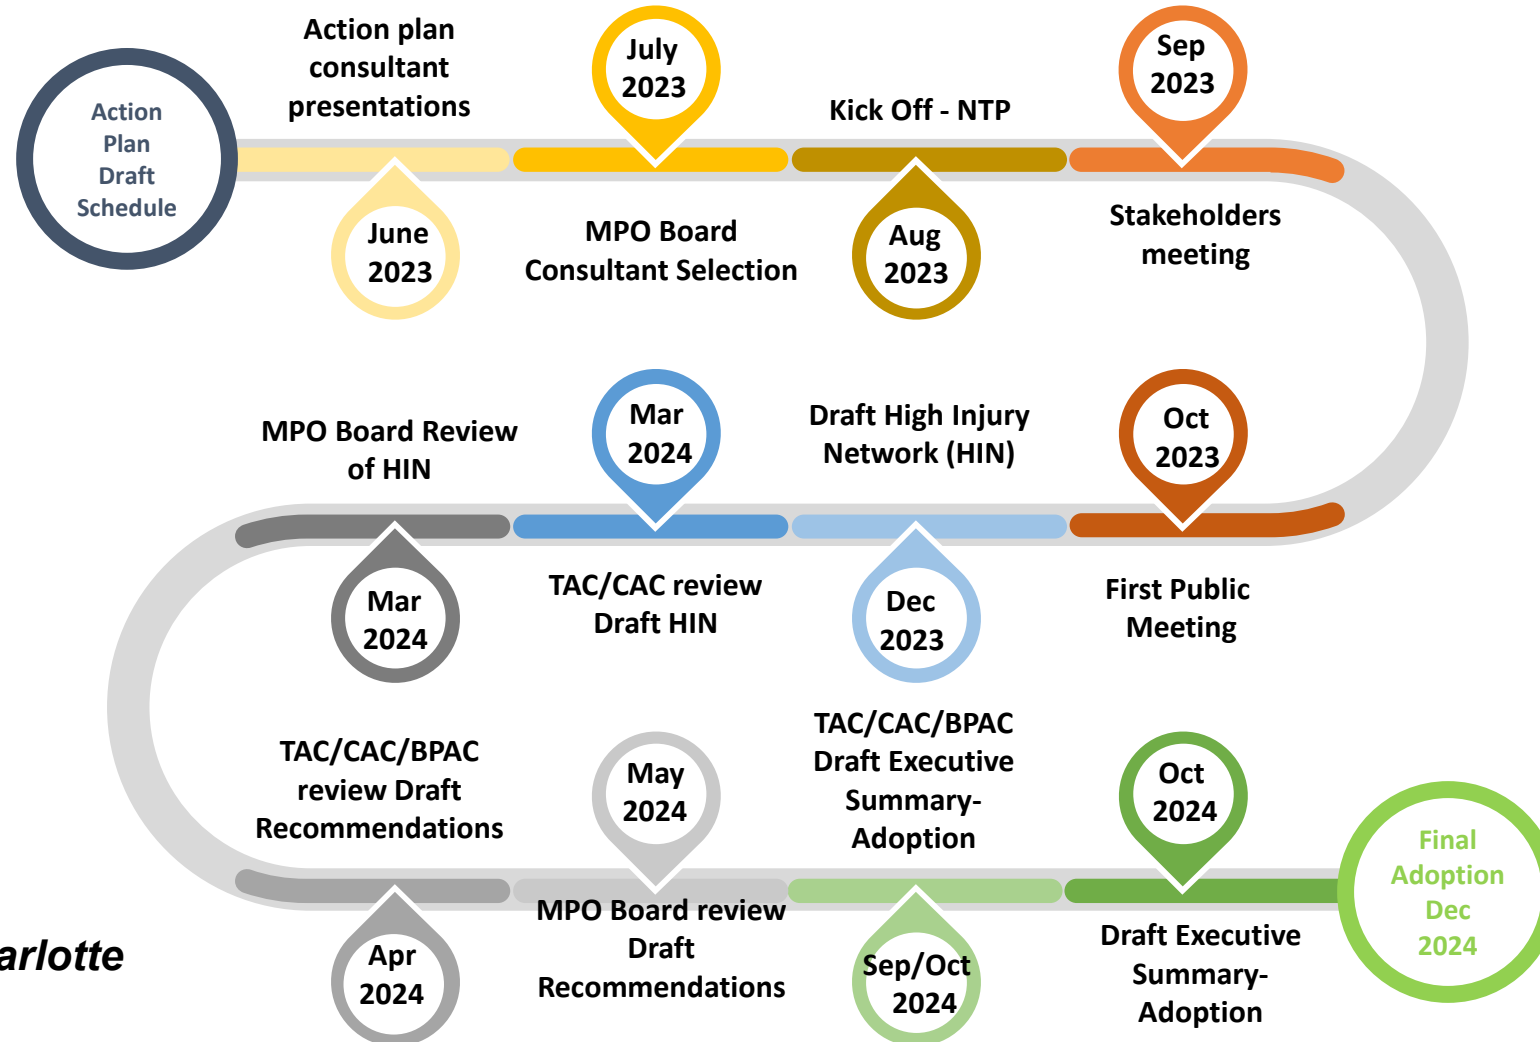 Action
Plan
Draft
Schedule
Action plan
consultant
presentations
June
2023
July
2023
MPO Board
Consultant Selection
Kick Off - NTP
Aug
2023
Sep
2023
Stakeholders
meeting
Oct
2023
First Public
Meeting
Draft High Injury
Network (HIN)
Dec
2023
Mar
2024
TAC/CAC review
Draft HIN
MPO Board Review
of HIN
Mar
2024
TAC/CAC/BPAC
review Draft
Recommendations
Apr
2024
May
2024
MPO Board review
Draft
Recommendations
TAC/CAC/BPAC
Draft Executive
Summary-
Adoption
Sep/Oct
2024
Oct
2024
Draft Executive
Summary-
Adoption
Final
Adoption
Dec
2024
arlotte